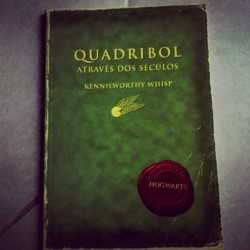 QUADRIBOL
ATRAVÉS DOS SÉCULOS
KENNILWORTHY WHISP
HOGWARTS